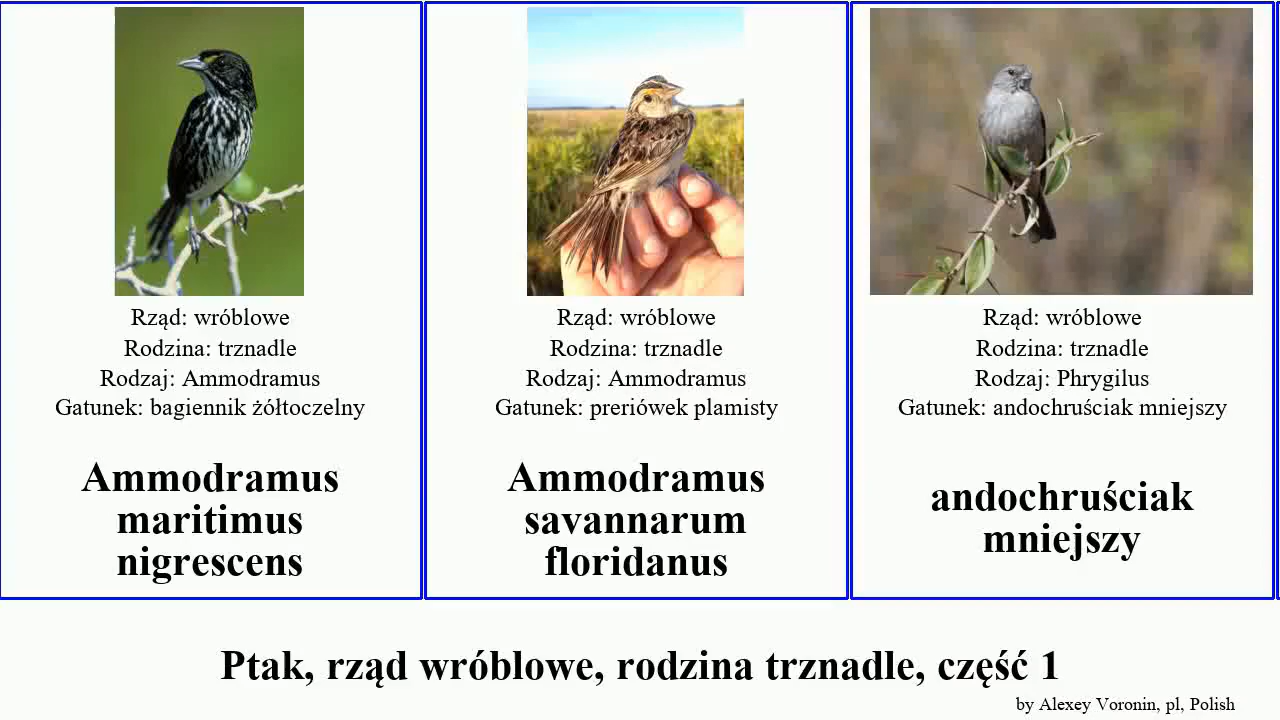 Rząd: wróblowe
Rodzina: trznadle
Rodzaj: Ammodramus
Gatunek: bagiennik żółtoczelny
Ammodramus
maritimus
nigrescens
Rząd: wróblowe
Rodzina: trznadle
Rodzaj: Ammodramus
Gatunek: preriówek plamisty
Ammodramus
savannarum
floridanus
Rząd: wróblowe
Rodzina: trznadle
Rodzaj: Phrygilus
Gatunek: andochruściak mniejszy
andochruściak
mniejszy
Ptak, rząd wróblowe, rodzina trznadle, część 1
by Alexey Voronin, pl, Polish